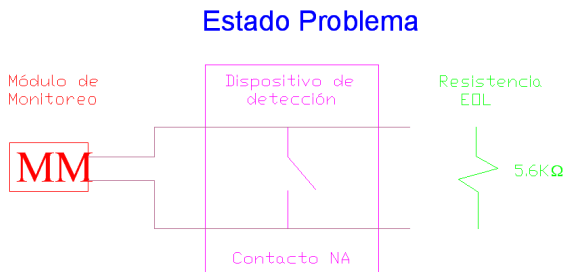 Estado Problema
Módulo de
Monitoreo
Dispositivo de
detección
Resistencia
EOL
MM
5.6KΩ
Contacto NA